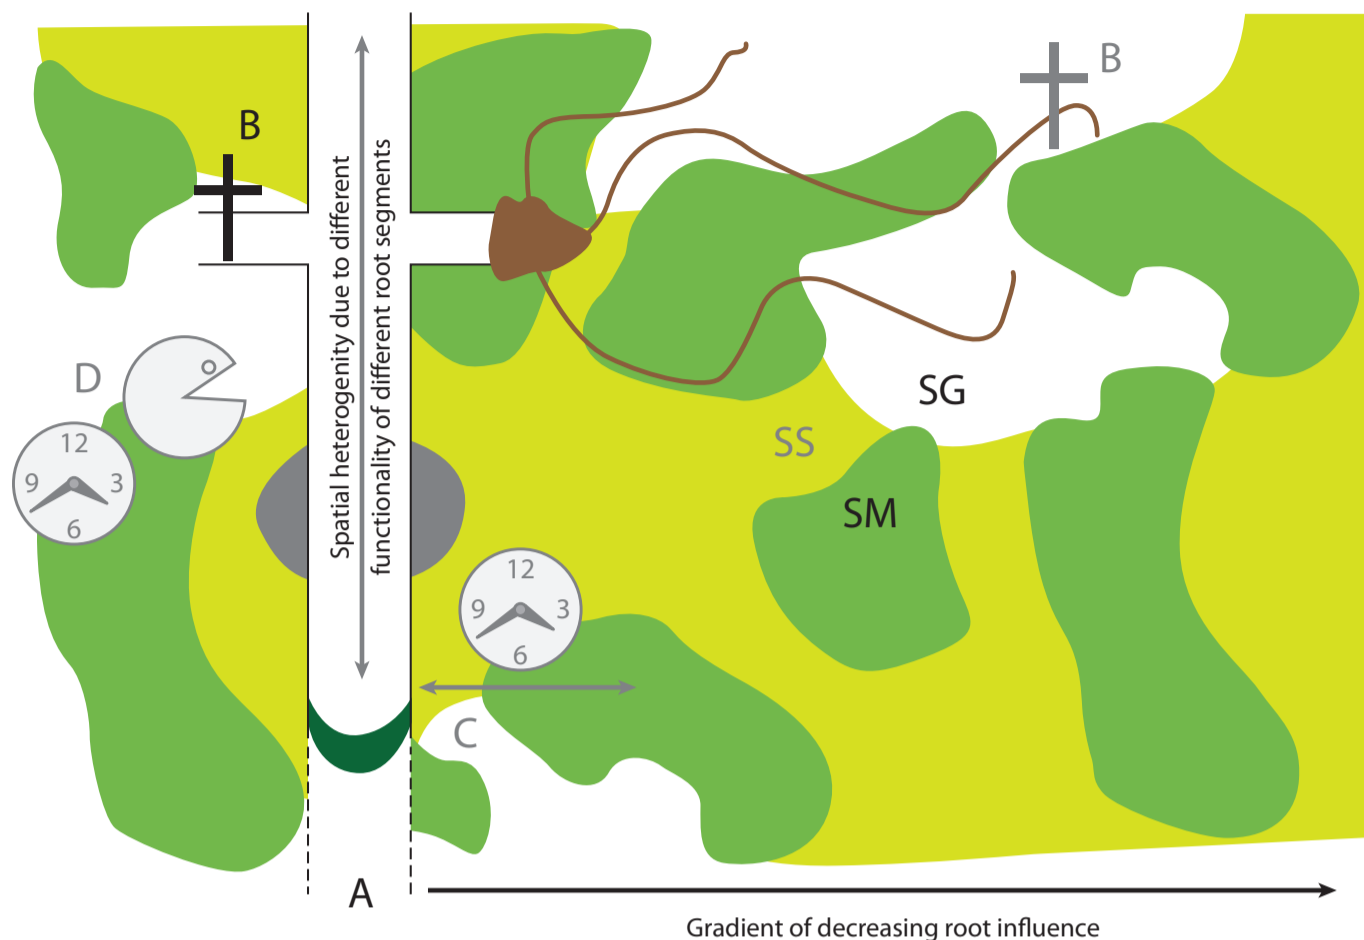 B
B
Spatial heterogenity due to different
functionality of different root segments
D
SG
SS
12
9
3
6
SM
12
9
3
6
C
A
Gradient of decreasing root influence